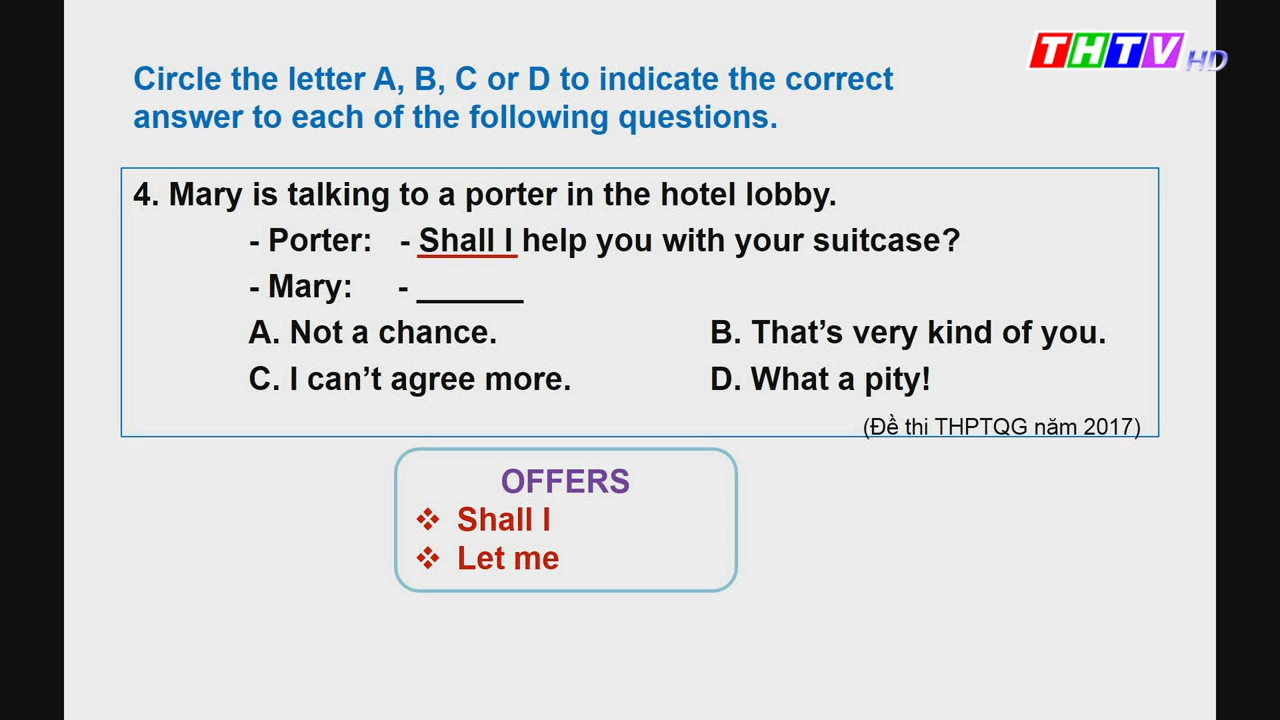 THTV HD
Circle the letter A, B, C or D to indicate the correct
answer to each of the following questions.
4. Mary is talking to a porter in the hotel lobby.
- Porter: - Shall I help you with your suitcase?
- Mary: - ______
A. Not a chance. B. That’s very kind of you.
C. I can’t agree more. D. What a pity!
(Đề thi THPTQG năm 2017)
OFFERS
❖ Shall I
❖ Let me